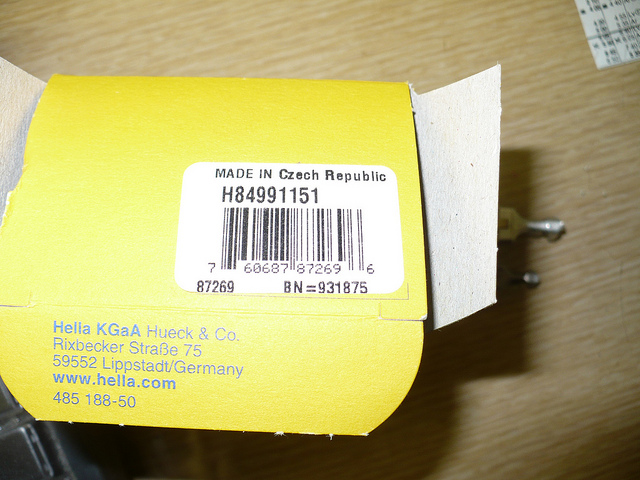 MADE IN Czech Republic
H84991151
7 60687 87269 6
87269 BN=931875
Hella KGaA Hueck & Co.
Rixbecker Straße 75
59552 Lippstadt/Germany
www.hella.com
485 188-50